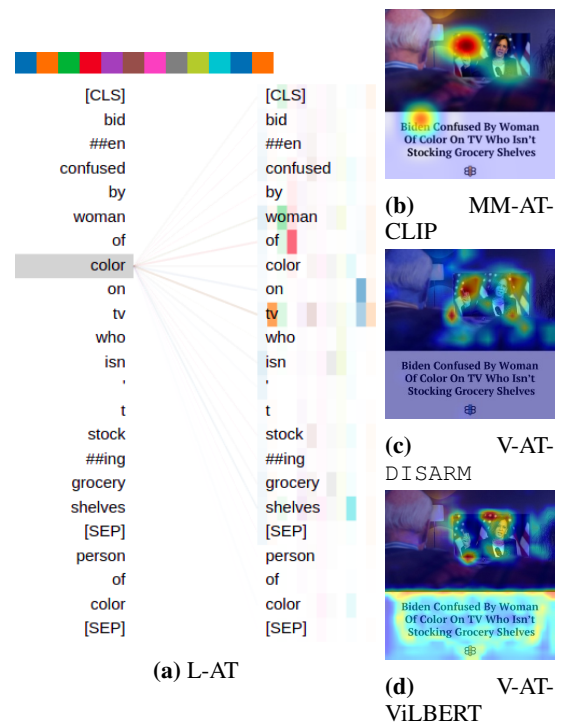 [CLS] [CLS]
bid bid
##en ##en
confused confused
by by
woman woman
of of
color color
on on
tv tv
who who
isn isn
' '
t t
stock stock
##ing ##ing
grocery grocery
shelves shelves
[SEP] [SEP]
person person
of of
color color
[SEP] [SEP]
(a) L-AT
Biden Confused By Woman
Of Color On TV Who Isn't
Stocking Grocery Shelves
(b) MM-AT-
CLIP
Biden Confused By Woman
Of Color On TV Who Isn't
Stocking Grocery Shelves
(c) V-AT-
DISARM
Biden Confused By Woman
Of Color On TV Who Isn't
Stocking Grocery Shelves
(d) V-AT-
ViLBERT